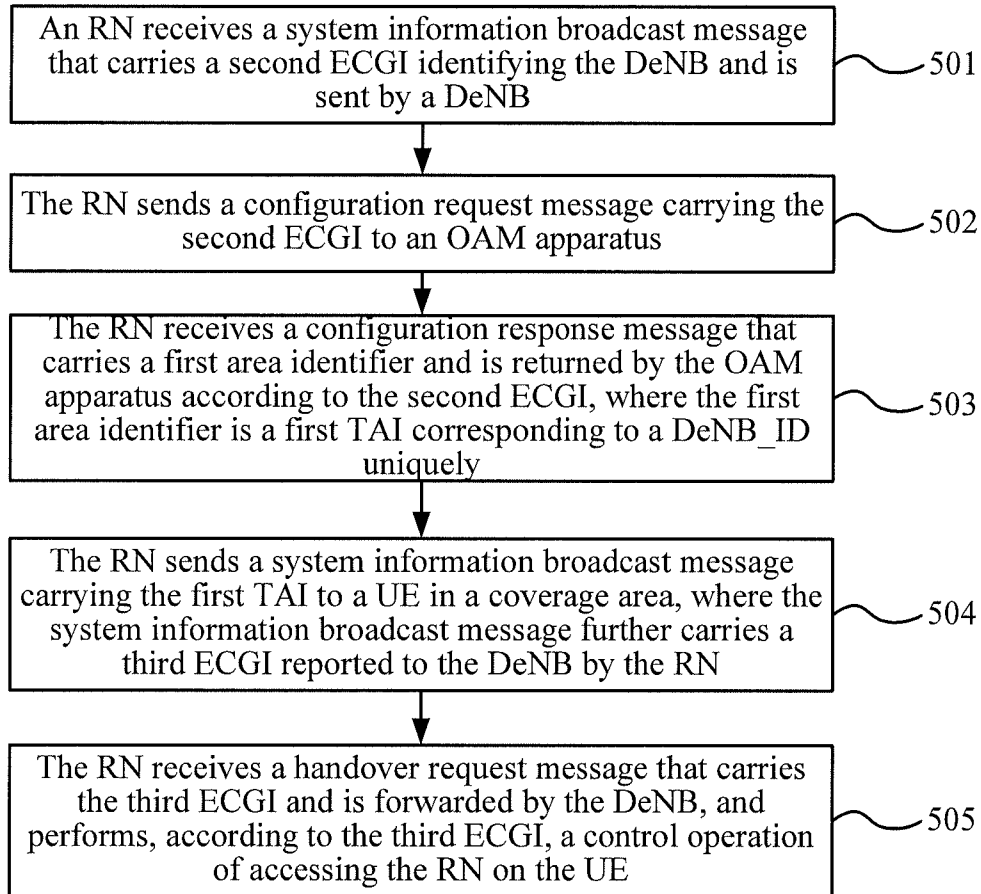 An RN receives a system information broadcast message
that carries a second ECGI identifying the DeNB and is
sent by a DeNB
501
The RN sends a configuration request message carrying the
second ECGI to an OAM apparatus
502
The RN receives a configuration response message that
carries a first area identifier and is returned by the OAM
apparatus according to the second ECGI, where the first
area identifier is a first TAI corresponding to a DeNB_ID
uniquely
503
The RN sends a system information broadcast message
carrying the first TAI to a UE in a coverage area, where the
system information broadcast message further carries a
third ECGI reported to the DeNB by the RN
504
The RN receives a handover request message that carries
the third ECGI and is forwarded by the DeNB, and
performs, according to the third ECGI, a control operation
of accessing the RN on the UE
505